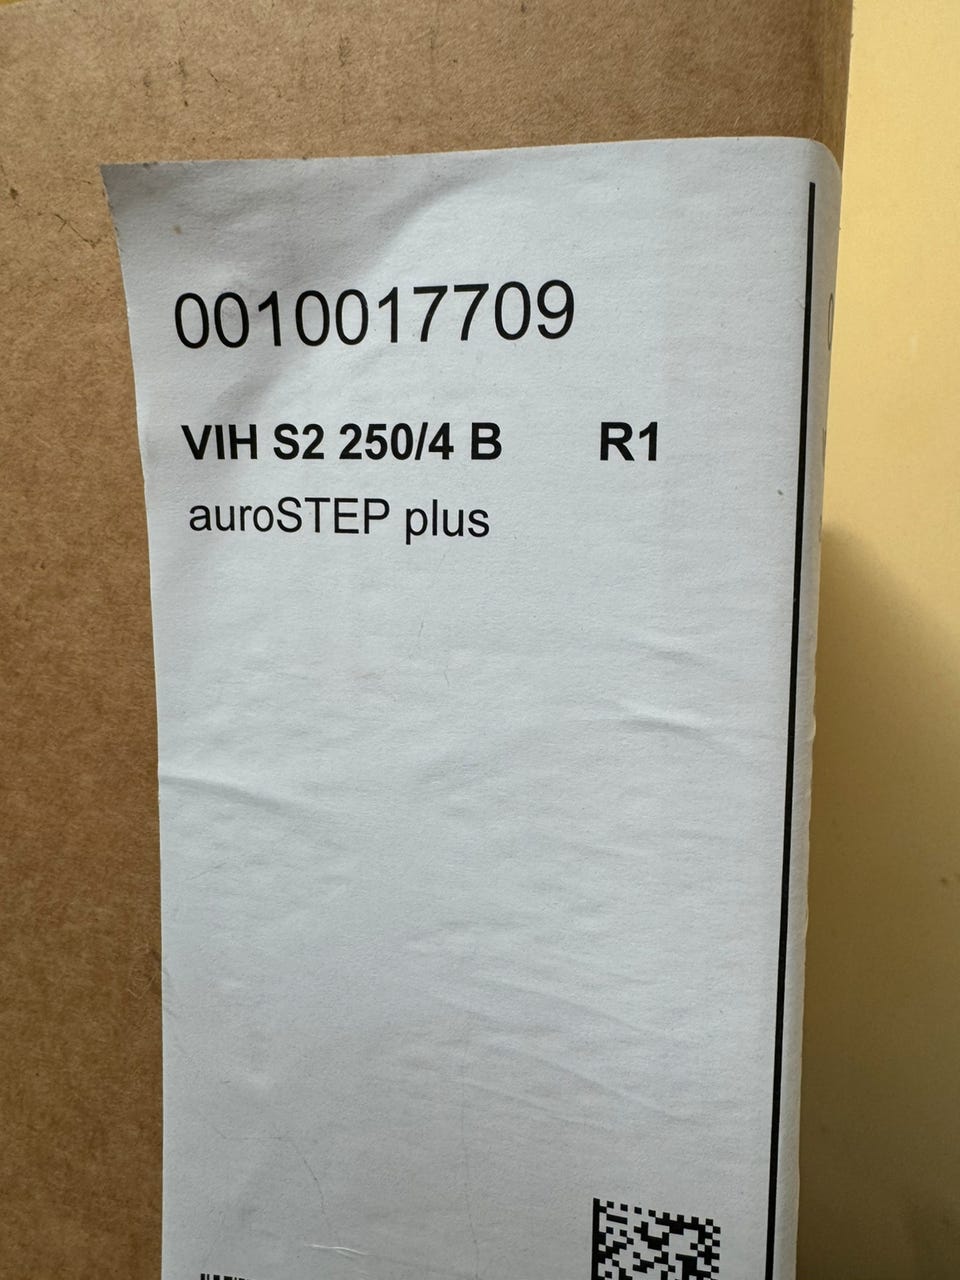 0010017709
VIH S2 250/4 B R1
auroSTEP plus